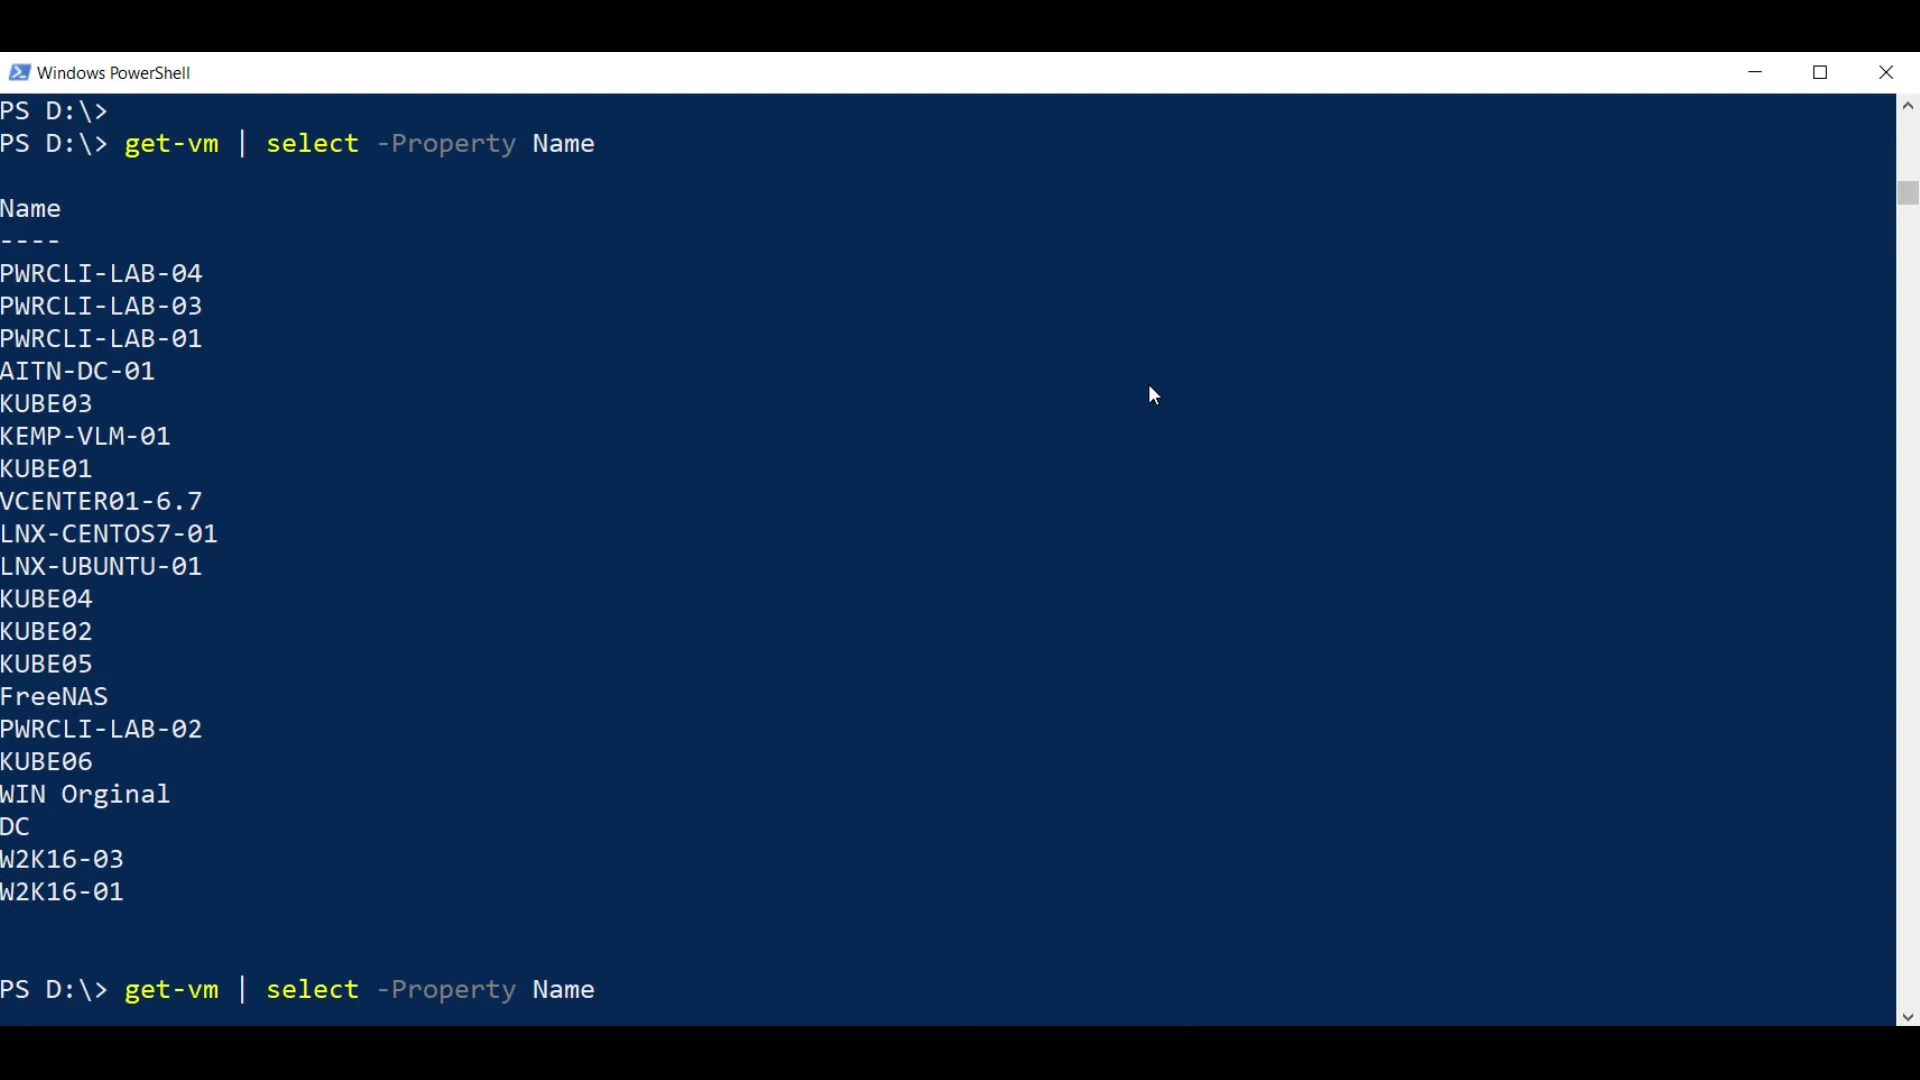 Windows PowerShell
PS D:\>
PS D:\> get-vm | select -Property Name
Name
----
PWRCLI-LAB-04
PWRCLI-LAB-03
PWRCLI-LAB-01
AITN-DC-01
KUBE03
KEMP-VLM-01
KUBE01
VCENTER01-6.7
LNX-CENTOS7-01
LNX-UBUNTU-01
KUBE04
KUBE02
KUBE05
FreeNAS
PWRCLI-LAB-02
KUBE06
WIN Orginal
DC
W2K16-03
W2K16-01
PS D:\> get-vm | select -Property Name